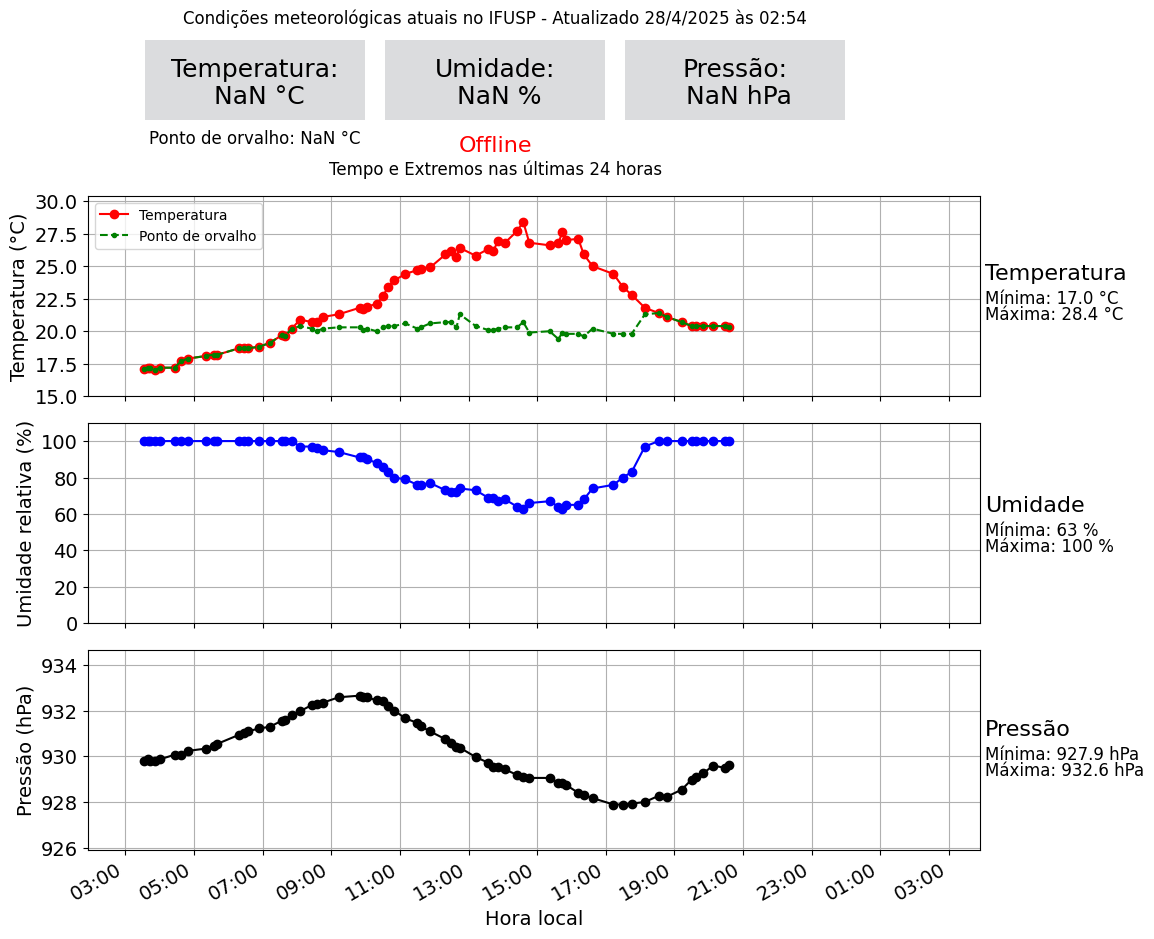 Condições meteorológicas atuais no IFUSP - Atualizado 28/4/2025 às 02:54
Temperatura:
NaN °C
Umidade:
NaN %
Pressão:
NaN hPa
Ponto de orvalho: NaN °C
Offline
Tempo e Extremos nas últimas 24 horas
Temperatura (°C)
30.0
27.5
25.0
22.5
20.0
17.5
15.0
Temperatura
Ponto de orvalho
Temperatura
Mínima: 17.0 °C
Máxima: 28.4 °C
Umidade relativa (%)
100
80
60
40
20
0
Umidade
Mínima: 63 %
Máxima: 100 %
Pressão (hPa)
934
932
930
928
926
Pressão
Mínima: 927.9 hPa
Máxima: 932.6 hPa
03:00 05:00 07:00 09:00 11:00 13:00 15:00 17:00 19:00 21:00 23:00 01:00 03:00
Hora local